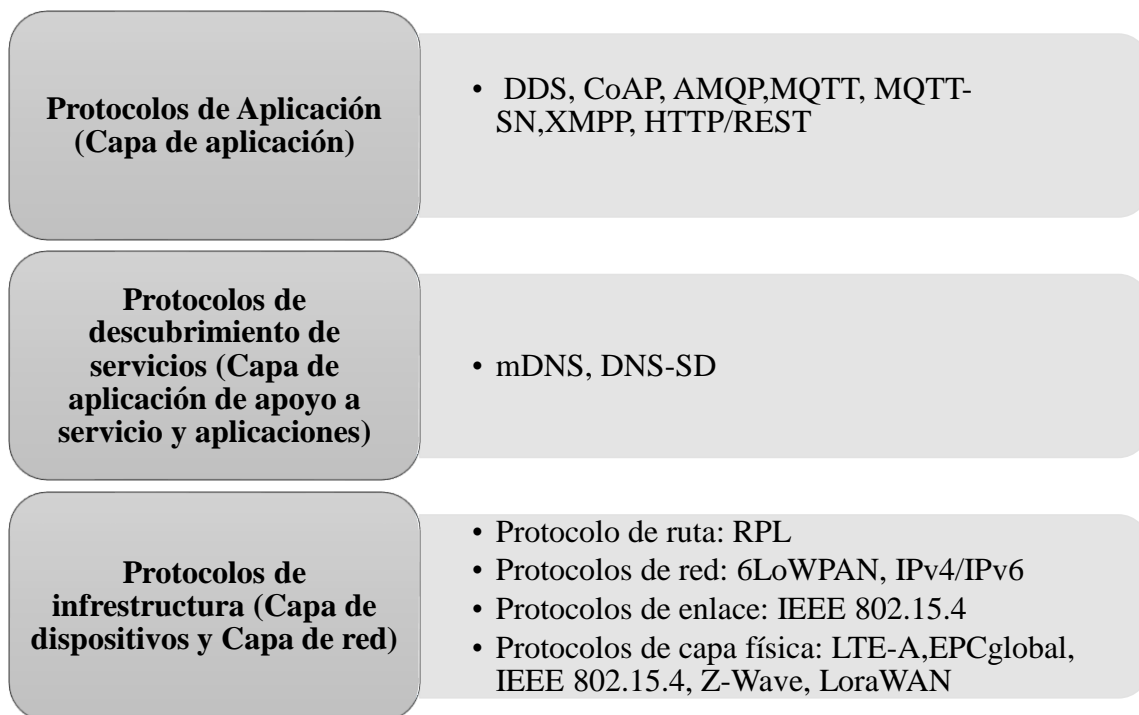 Protocolos de Aplicación
(Capa de aplicación)
• DDS, CoAP, AMQP,MQTT, MQTT-
SN,XMPP, HTTP/REST
Protocolos de
descubrimiento de
servicios (Capa de
aplicación de apoyo a
servicio y aplicaciones)
• mDNS, DNS-SD
Protocolos de
infrestructura (Capa de
dispositivos y Capa de red)
• Protocolo de ruta: RPL
• Protocolos de red: 6LoWPAN, IPv4/IPv6
• Protocolos de enlace: IEEE 802.15.4
• Protocolos de capa física: LTE-A,EPCglobal,
IEEE 802.15.4, Z-Wave, LoraWAN